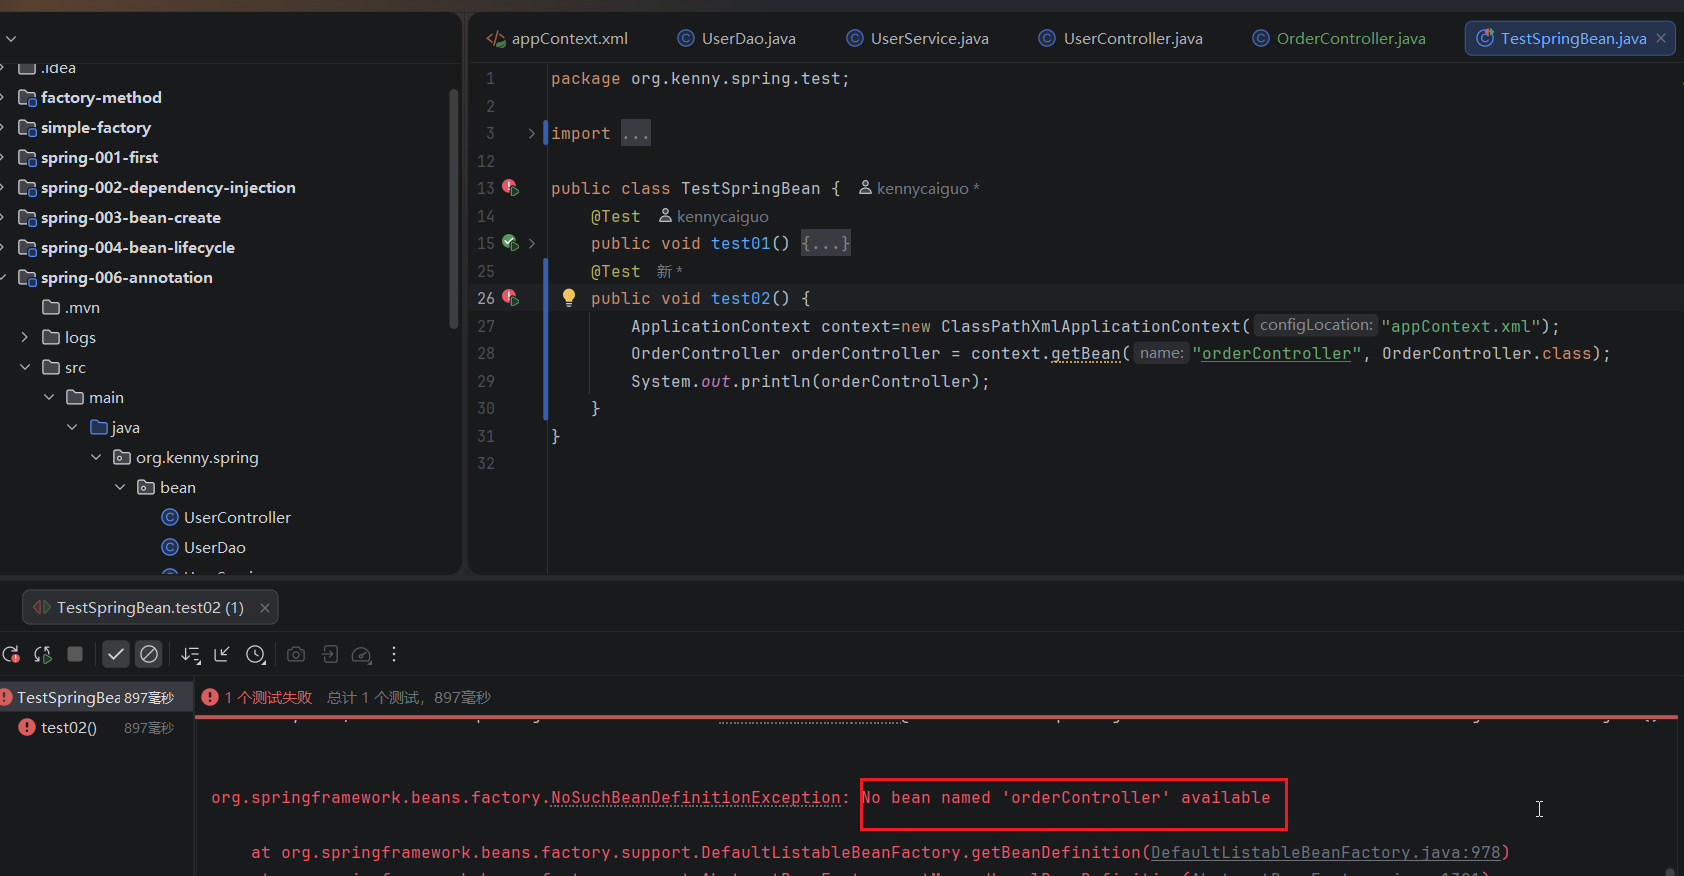 appContext.xml
UserDao.java
UserService.java
UserController.java
OrderController.java
TestSpringBean.java
.idea
factory-method
simple-factory
spring-001-first
spring-002-dependency-injection
spring-003-bean-create
spring-004-bean-lifecycle
spring-006-annotation
.mvn
logs
src
main
java
org.kenny.spring
bean
UserController
UserDao
1 package org.kenny.spring.test;
2
3 import ...
12
13 public class TestSpringBean { kennycaiguo *
14 @Test kennycaiguo
15 public void test01() {...}
25 @Test 新 *
26 public void test02() {
27 ApplicationContext context=new ClassPathXmlApplicationContext( configLocation: "appContext.xml");
28 OrderController orderController = context.getBean( name: "orderController", OrderController.class);
29 System.out.println(orderController);
30 }
31 }
32
TestSpringBean.test02 (1)
TestSpringBea 897毫秒
test02() 897毫秒
1 个测试失败 总计 1 个测试, 897毫秒
org.springframework.beans.factory.NoSuchBeanDefinitionException: No bean named 'orderController' available
at org.springframework.beans.factory.support.DefaultListableBeanFactory.getBeanDefinition(DefaultListableBeanFactory.java:978)